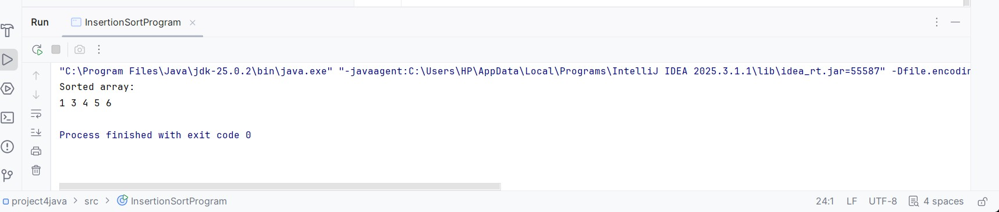 Run InsertionSortProgram
"C:\Program Files\Java\jdk-25.0.2\bin\java.exe" "-javaagent:C:\Users\HP\AppData\Local\Programs\IntelliJ IDEA 2025.3.1.1\lib\idea_rt.jar=55587" -Dfile.encodin
Sorted array:
1 3 4 5 6
Process finished with exit code 0
project4java > src > InsertionSortProgram 24:1 LF UTF-8 4 spaces